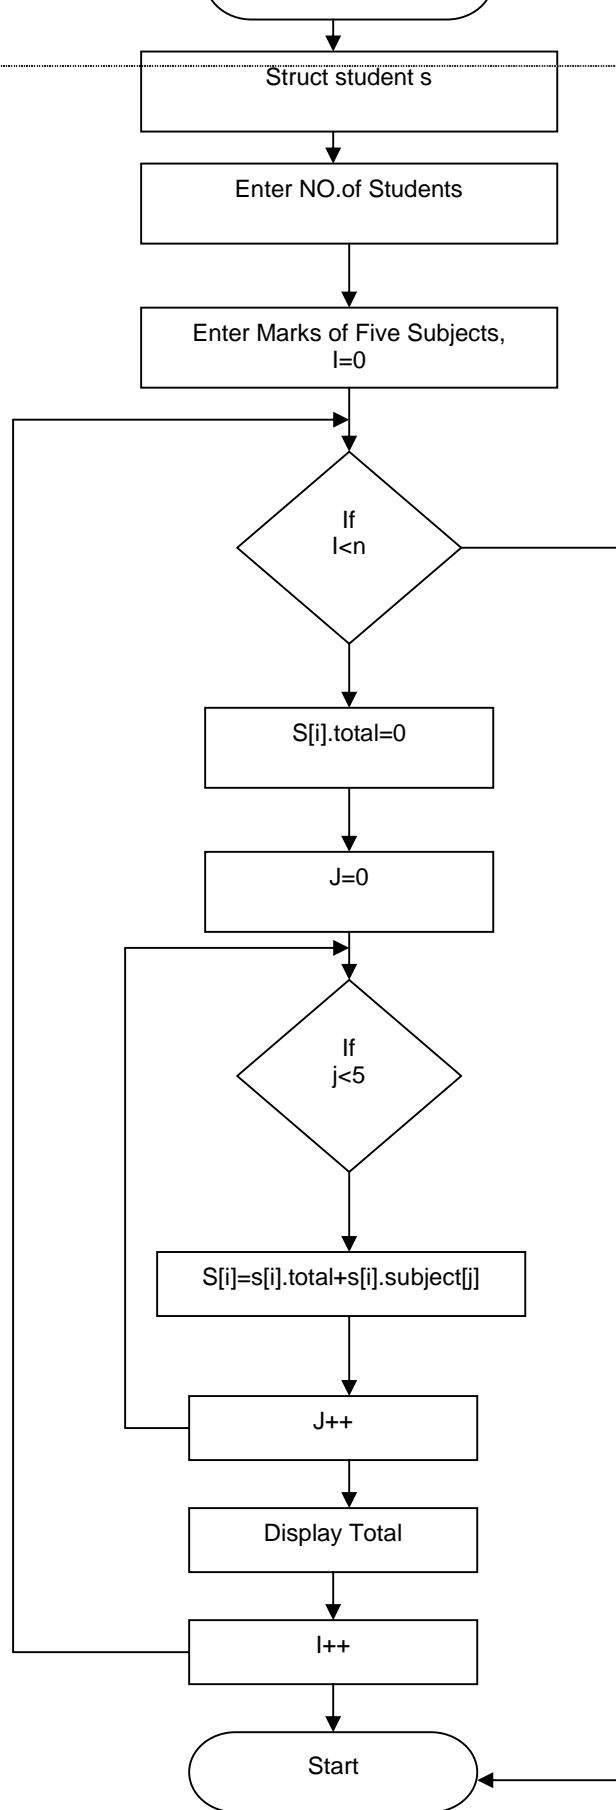 Struct student s
Enter NO.of Students
Enter Marks of Five Subjects,
I=0
If
I<n
S[i].total=0
J=0
If
j<5
S[i]=s[i].total+s[i].subject[j]
J++
Display Total
I++
Start